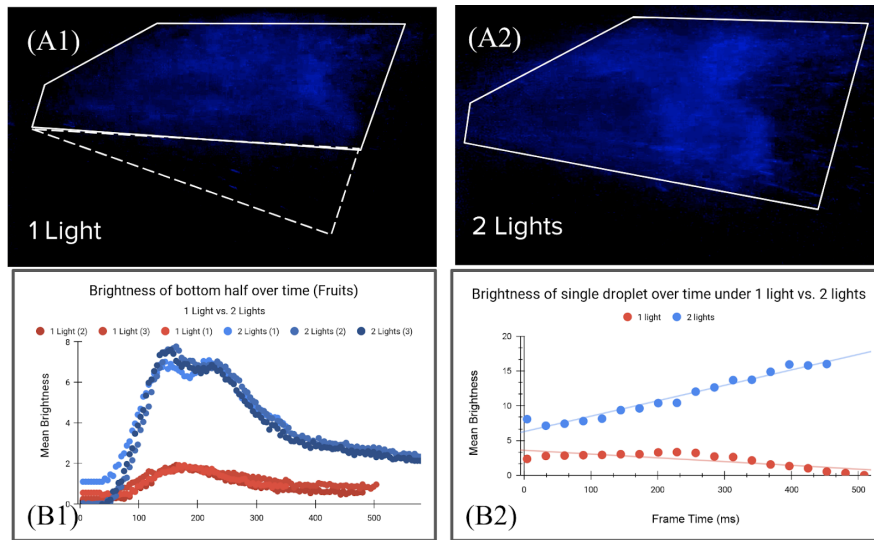 (A1)
1 Light
(A2)
2 Lights
Brightness of bottom half over time (Fruits)
1 Light vs. 2 Lights
1 Light (2) 1 Light (3) 1 Light (1) 2 Lights (1) 2 Lights (2) 2 Lights (3)
8
6
4
2
0
Mean Brightness
100 200 300 400 500
(B1)
Brightness of single droplet over time under 1 light vs. 2 lights
1 light 2 lights
20
15
10
5
0
Mean Brightness
0 100 200 300 400 500
Frame Time (ms)
(B2)